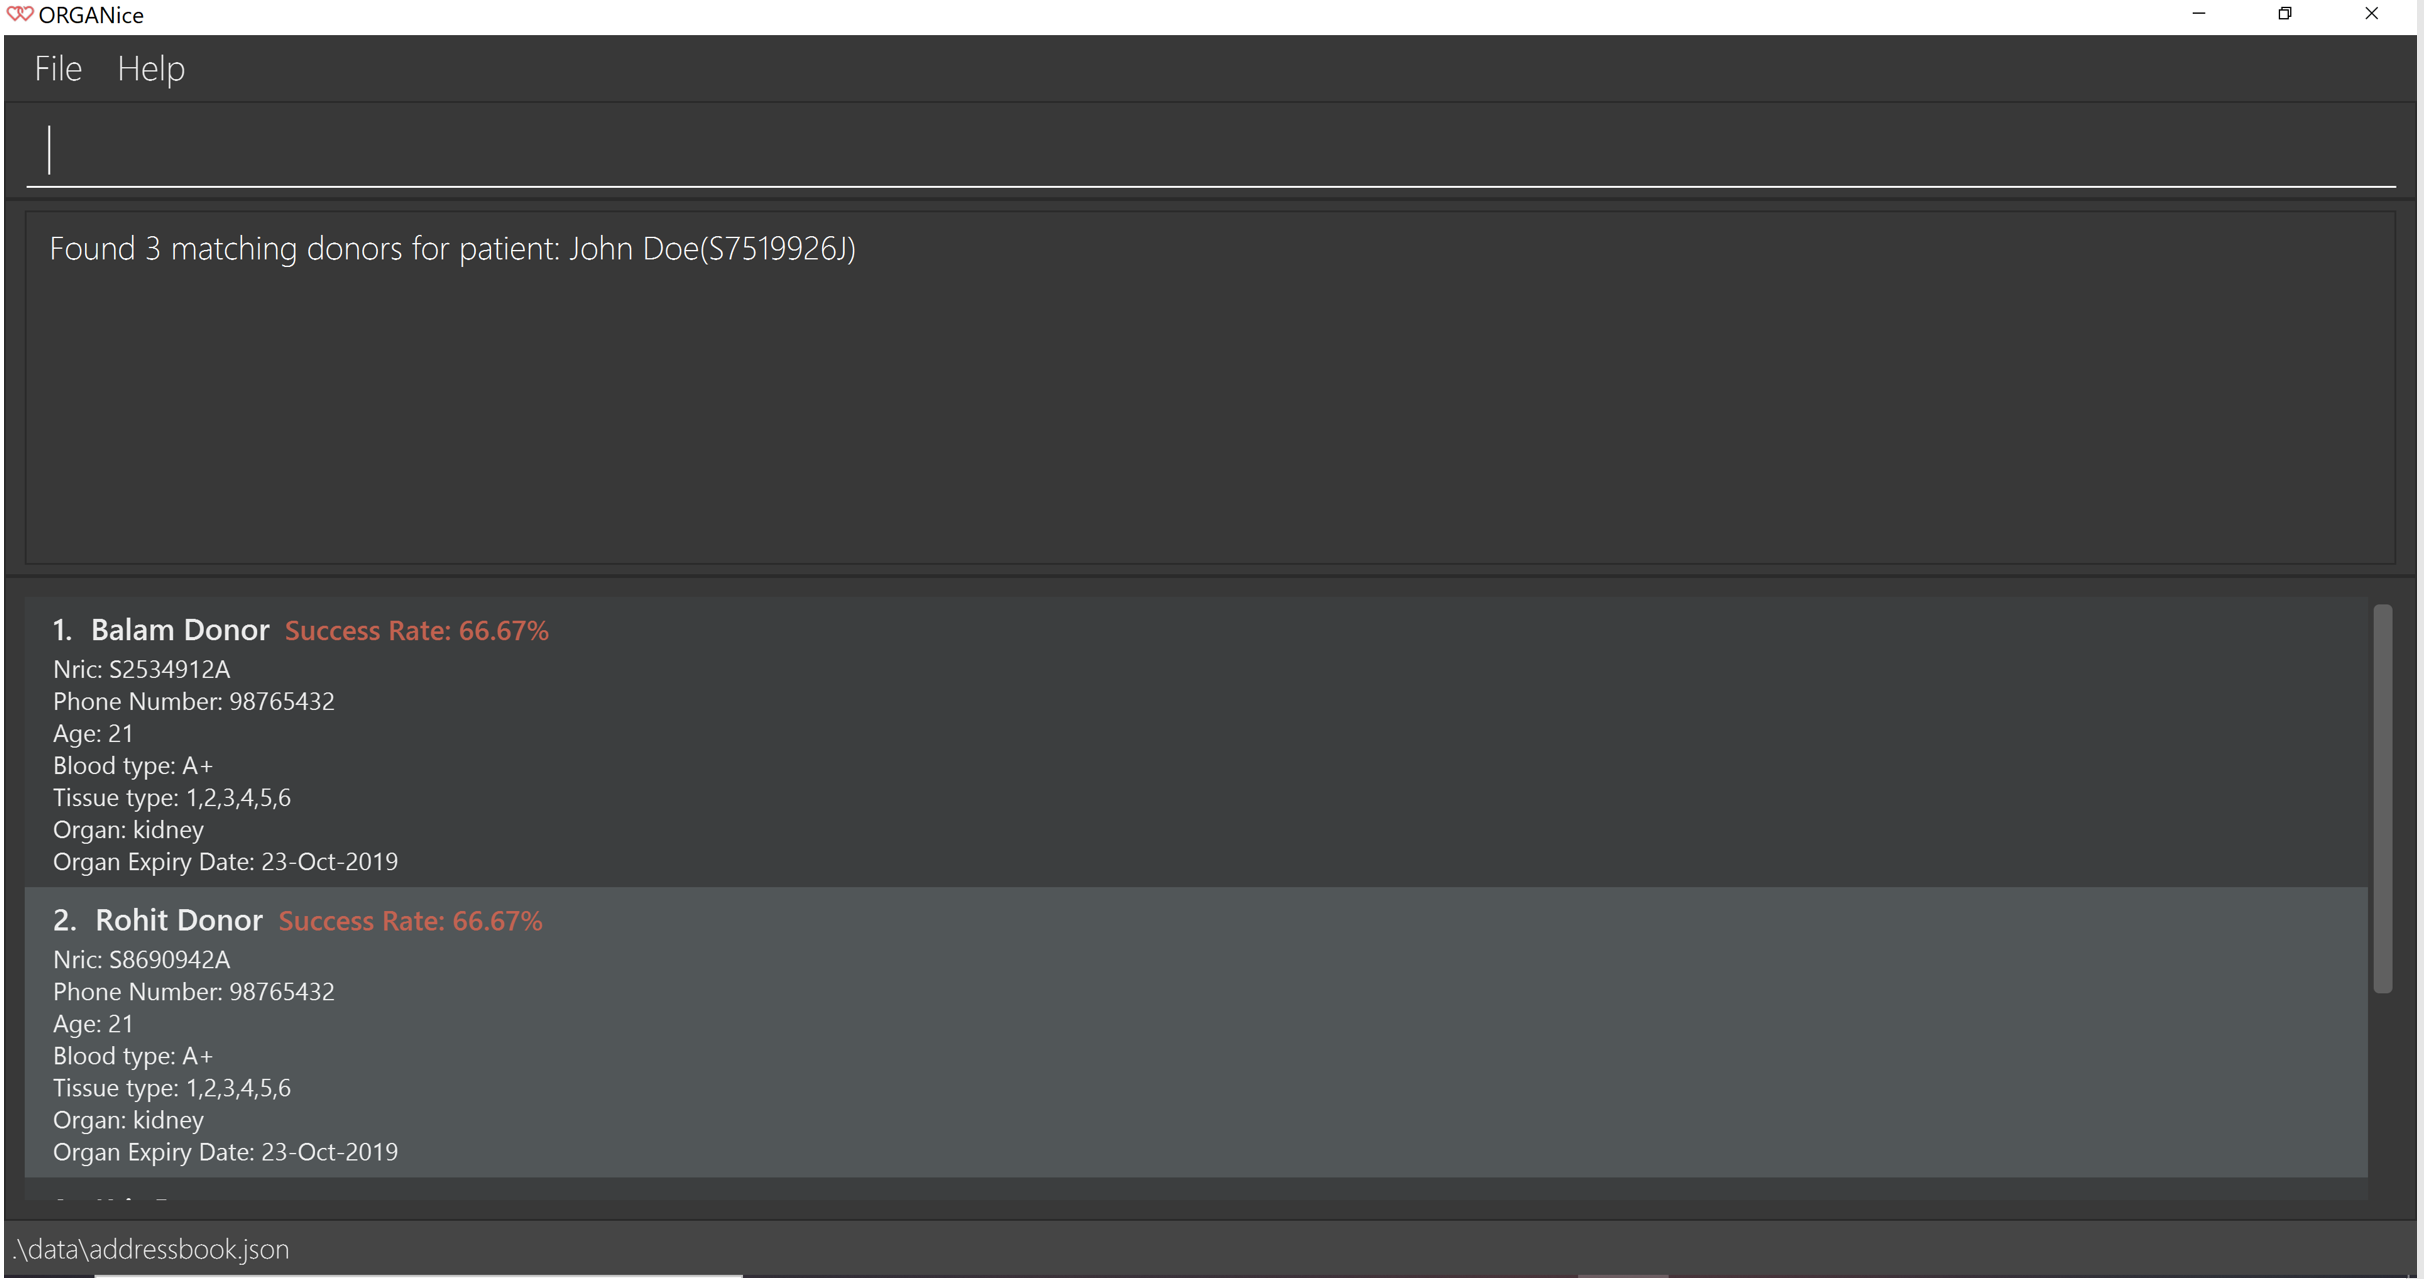 ORGANice
File Help
Found 3 matching donors for patient: John Doe(S7519926J)
1. Balam Donor Success Rate: 66.67%
Nric: S2534912A
Phone Number: 98765432
Age: 21
Blood type: A+
Tissue type: 1,2,3,4,5,6
Organ: kidney
Organ Expiry Date: 23-Oct-2019
2. Rohit Donor Success Rate: 66.67%
Nric: S8690942A
Phone Number: 98765432
Age: 21
Blood type: A+
Tissue type: 1,2,3,4,5,6
Organ: kidney
Organ Expiry Date: 23-Oct-2019
.\data\addressbook.json